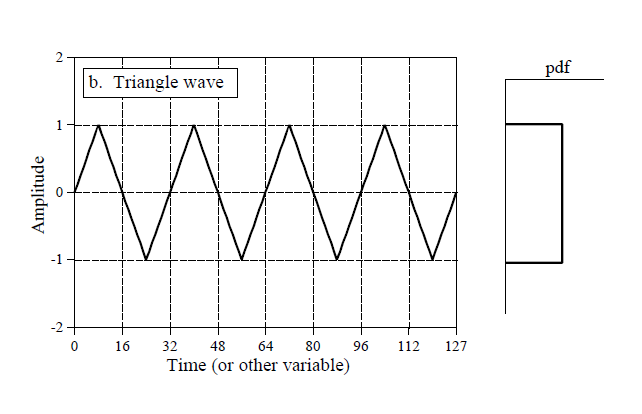 2
b. Triangle wave
pdf
1
Amplitude
0
-1
-2
0 16 32 48 64 80 96 112 127
Time (or other variable)